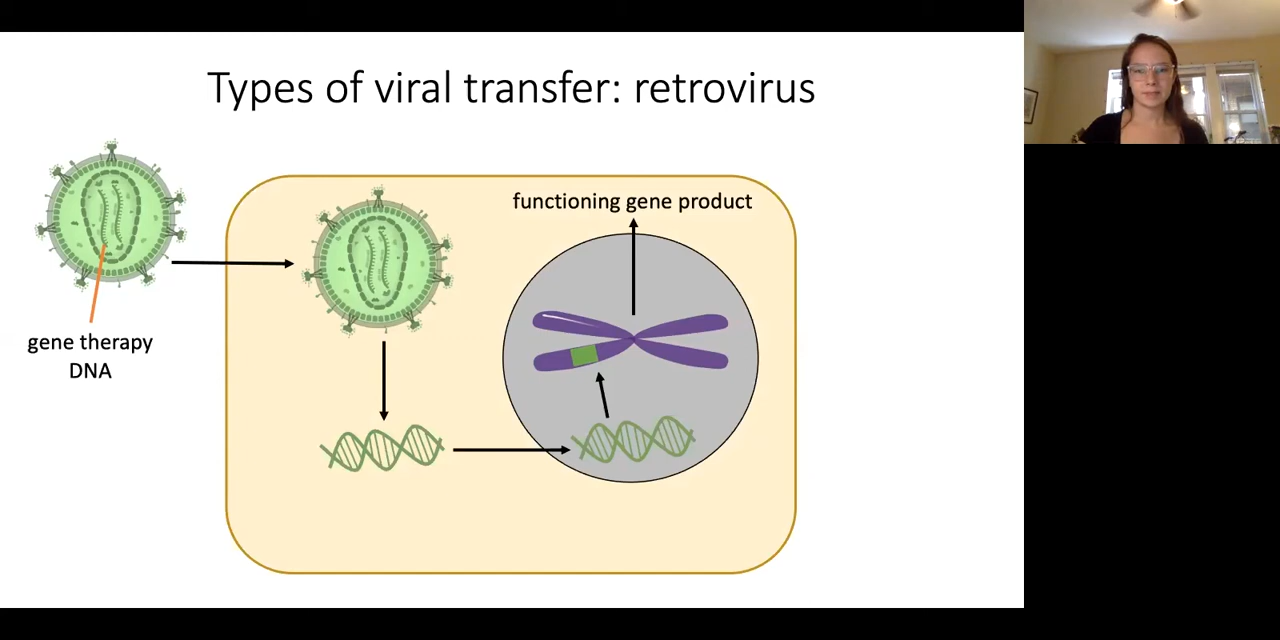 Types of viral transfer: retrovirus
functioning gene product
gene therapy
DNA